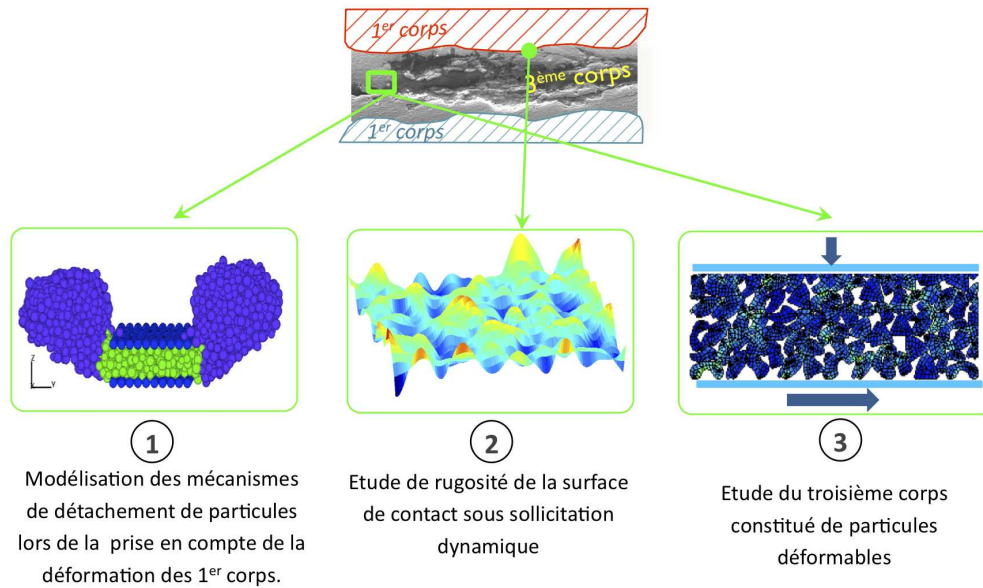 1er corps
3ème corps
1er corps
Z
X Y
1
Modélisation des mécanismes
de détachement de particules
lors de la prise en compte de la
déformation des 1er corps.
2
Etude de rugosité de la surface
de contact sous sollicitation
dynamique
3
Etude du troisième corps
constitué de particules
déformables